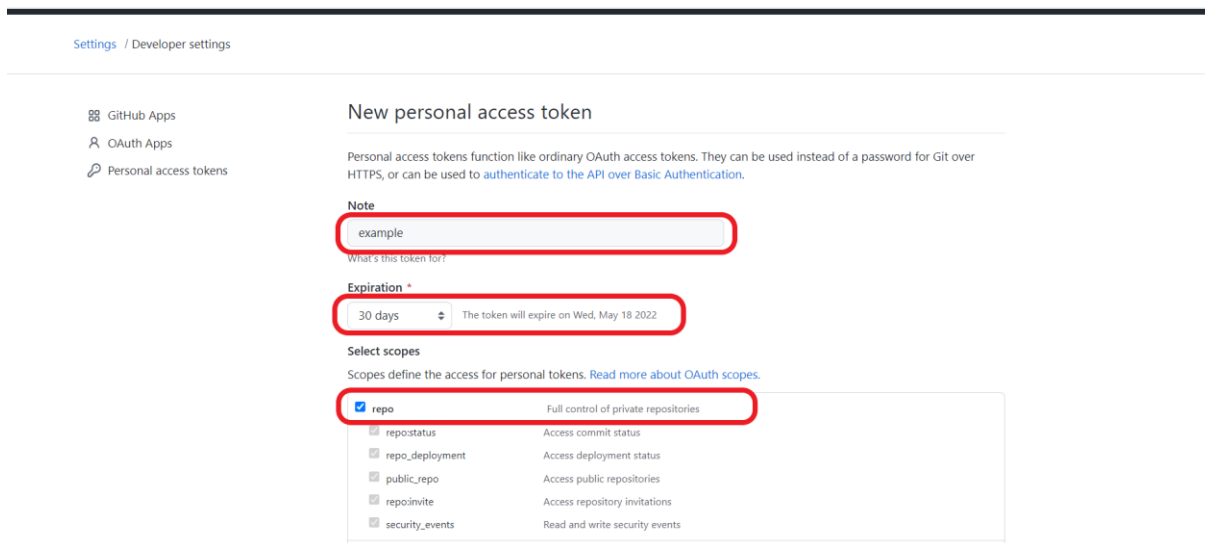 Settings / Developer settings
GitHub Apps
OAuth Apps
Personal access tokens
New personal access token
Personal access tokens function like ordinary OAuth access tokens. They can be used instead of a password for Git over
HTTPS, or can be used to authenticate to the API over Basic Authentication.
Note
example
What's this token for?
Expiration *
30 days The token will expire on Wed, May 18 2022
Select scopes
Scopes define the access for personal tokens. Read more about OAuth scopes.
repo Full control of private repositories
repo:status Access commit status
repo_deployment Access deployment status
public_repo Access public repositories
repo:invite Access repository invitations
security_events Read and write security events